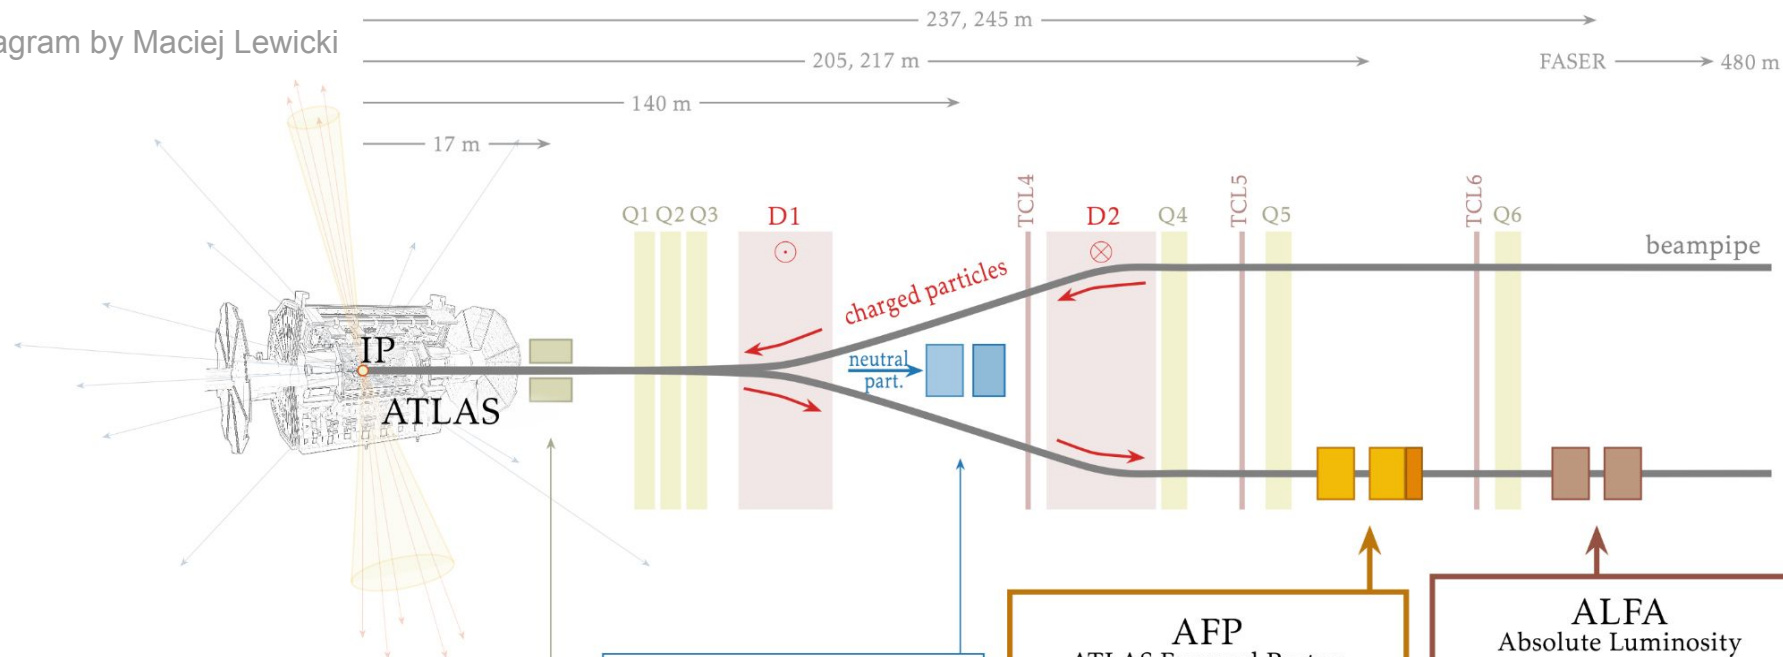 237, 245 m
agram by Maciej Lewicki
205, 217 m
FASER
480 m
140 m
17 m
TCL4
TCL5
TCL6
Q1 Q2 Q3
D1
D2
Q4
Q5
Q6
beampipe
charged particles
IP
neutral
part.
ATLAS
AFP
ALFA
Absolute Luminosity